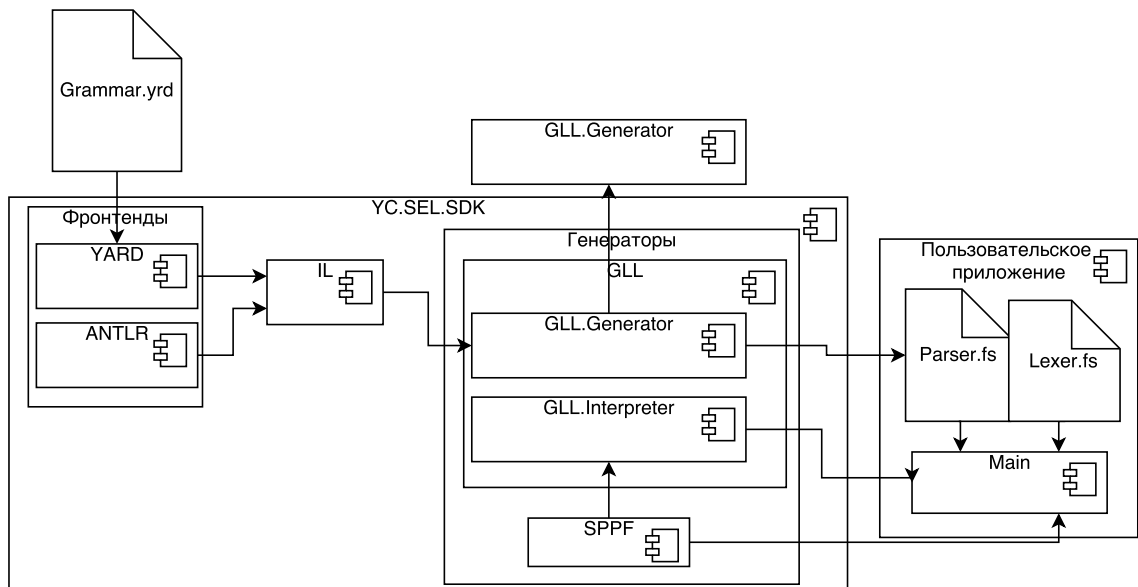 Grammar.yrd
GLL.Generator
YC.SEL.SDK
Фронтенды
YARD
ANTLR
IL
Генераторы
GLL
GLL.Generator
GLL.Interpreter
SPPF
Пользовательское
приложение
Parser.fs
Lexer.fs
Main